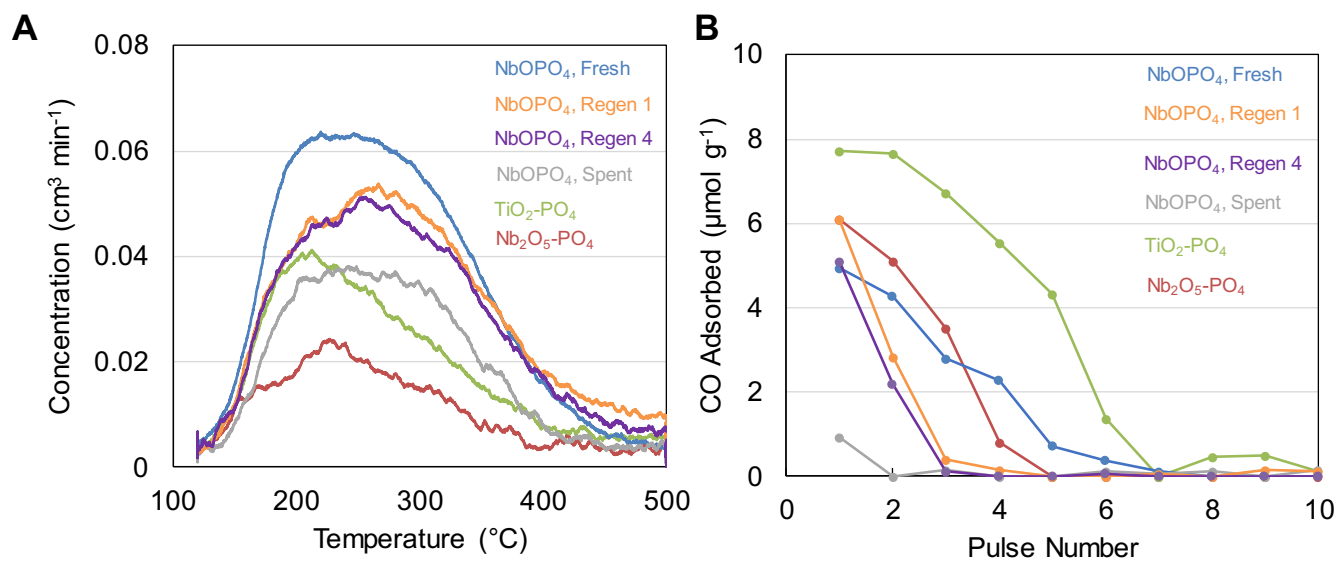 A
Concentration (cm³ min⁻¹)
0.08
0.06
0.04
0.02
0
NbOPO₄, Fresh
NbOPO₄, Regen 1
NbOPO₄, Regen 4
NbOPO₄, Spent
TiO₂-PO₄
Nb₂O₅-PO₄
100 200 300 400 500
Temperature (°C)
B
CO Adsorbed (µmol g⁻¹)
10
8
6
4
2
0
NbOPO₄, Fresh
NbOPO₄, Regen 1
NbOPO₄, Regen 4
NbOPO₄, Spent
TiO₂-PO₄
Nb₂O₅-PO₄
0 2 4 6 8 10
Pulse Number